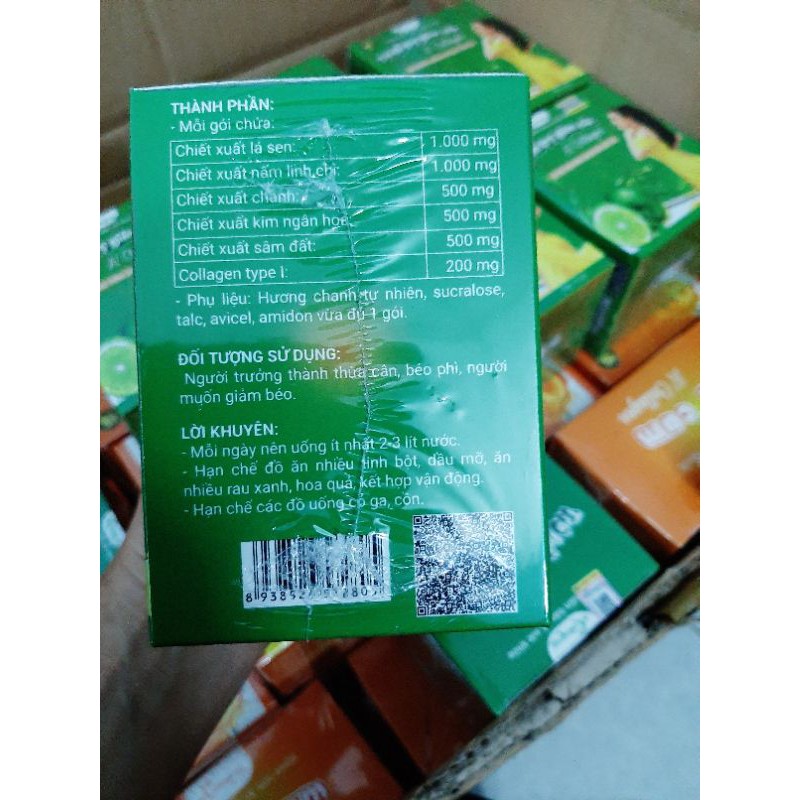 THÀNH PHẦN:
- Mỗi gói chứa:
Chiết xuất lá sen: 1.000 mg
Chiết xuất nấm linh chi: 1.000 mg
Chiết xuất chanh: 500 mg
Chiết xuất kim ngân hoa: 500 mg
Chiết xuất sâm đất: 500 mg
Collagen type I: 200 mg
- Phụ liệu: Hương chanh tự nhiên, sucralose,
talc, avicel, amidon vừa đủ 1 gói.
ĐỐI TƯỢNG SỬ DỤNG:
Người trưởng thành thừa cân, béo phì, người
muốn giảm béo.
LỜI KHUYÊN:
- Mỗi ngày nên uống ít nhất 2-3 lít nước.
- Hạn chế đồ ăn nhiều tinh bột, dầu mỡ, ăn
nhiều rau xanh, hoa quả, kết hợp vận động.
- Hạn chế các đồ uống có ga, cồn.